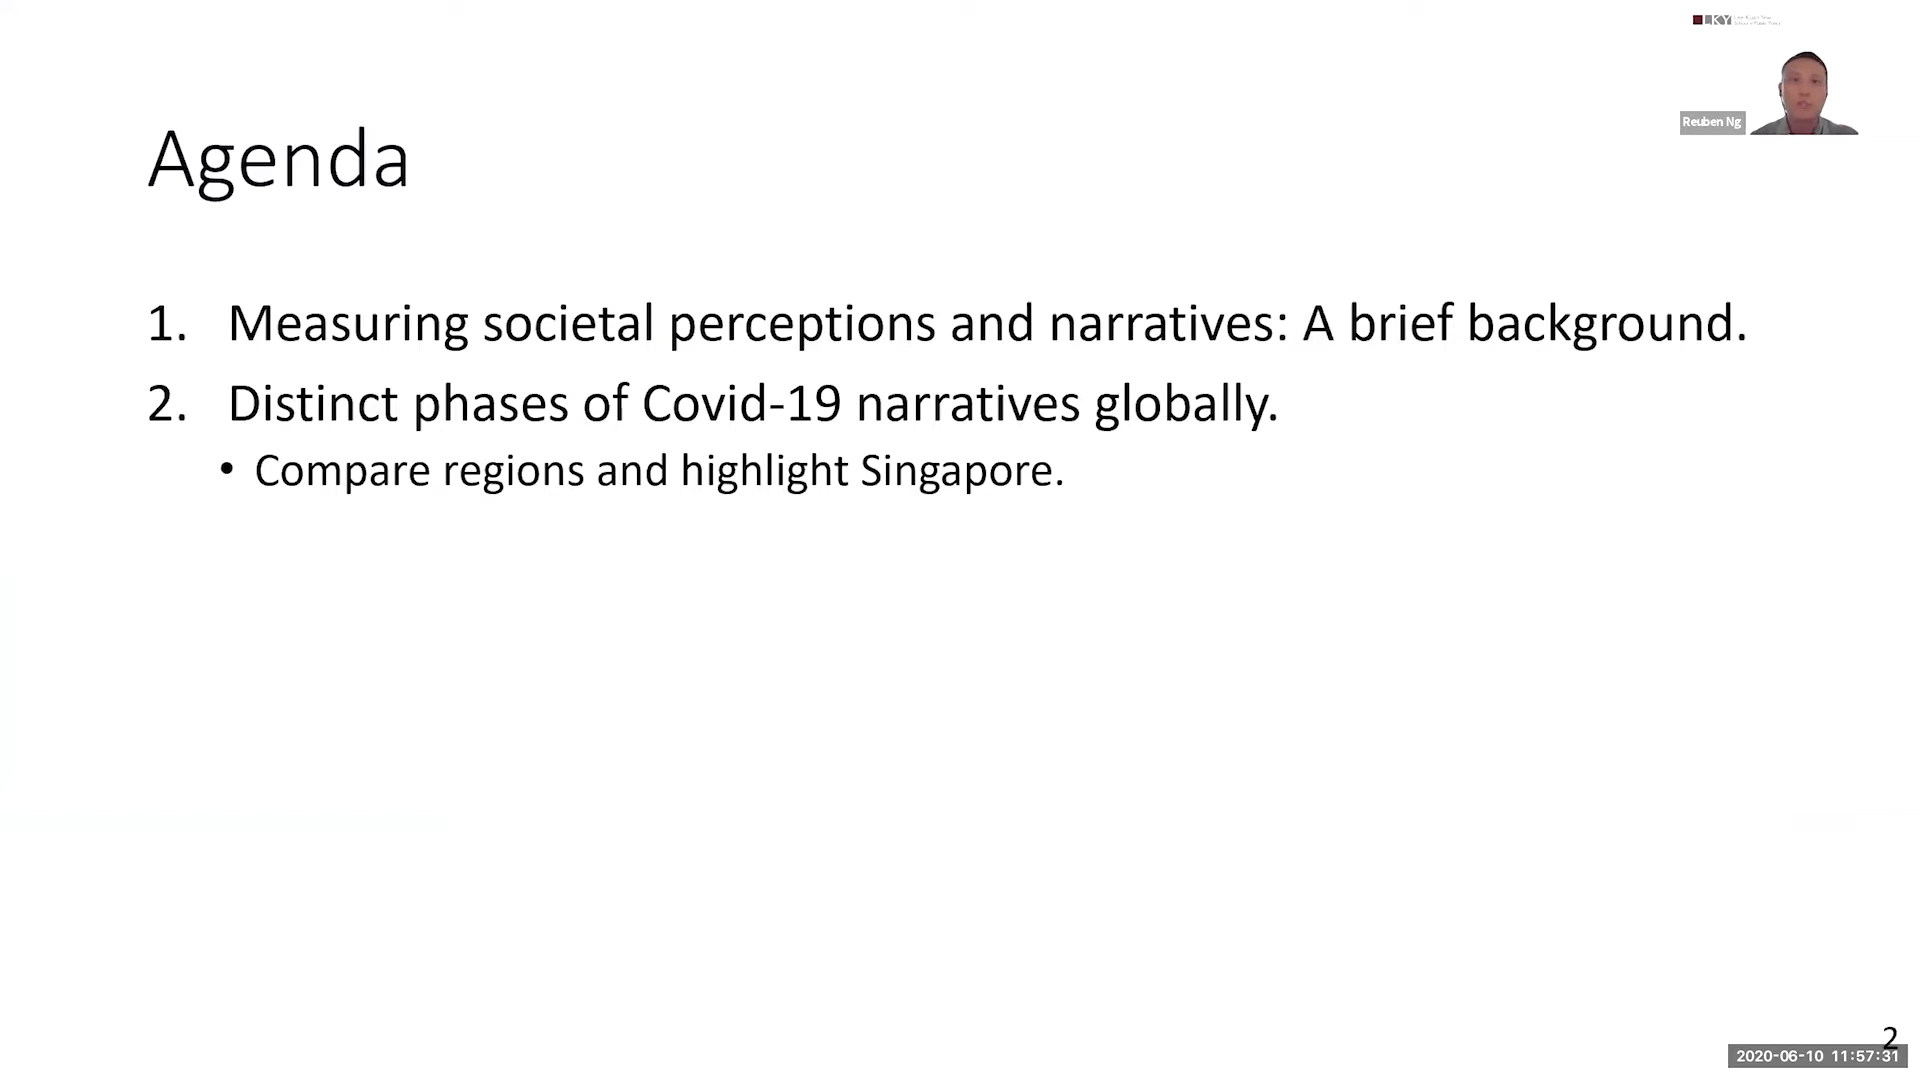 LKY
Reuben Ng
Agenda
1. Measuring societal perceptions and narratives: A brief background.
2. Distinct phases of Covid-19 narratives globally.
• Compare regions and highlight Singapore.
2
2020-06-10 11:57:31